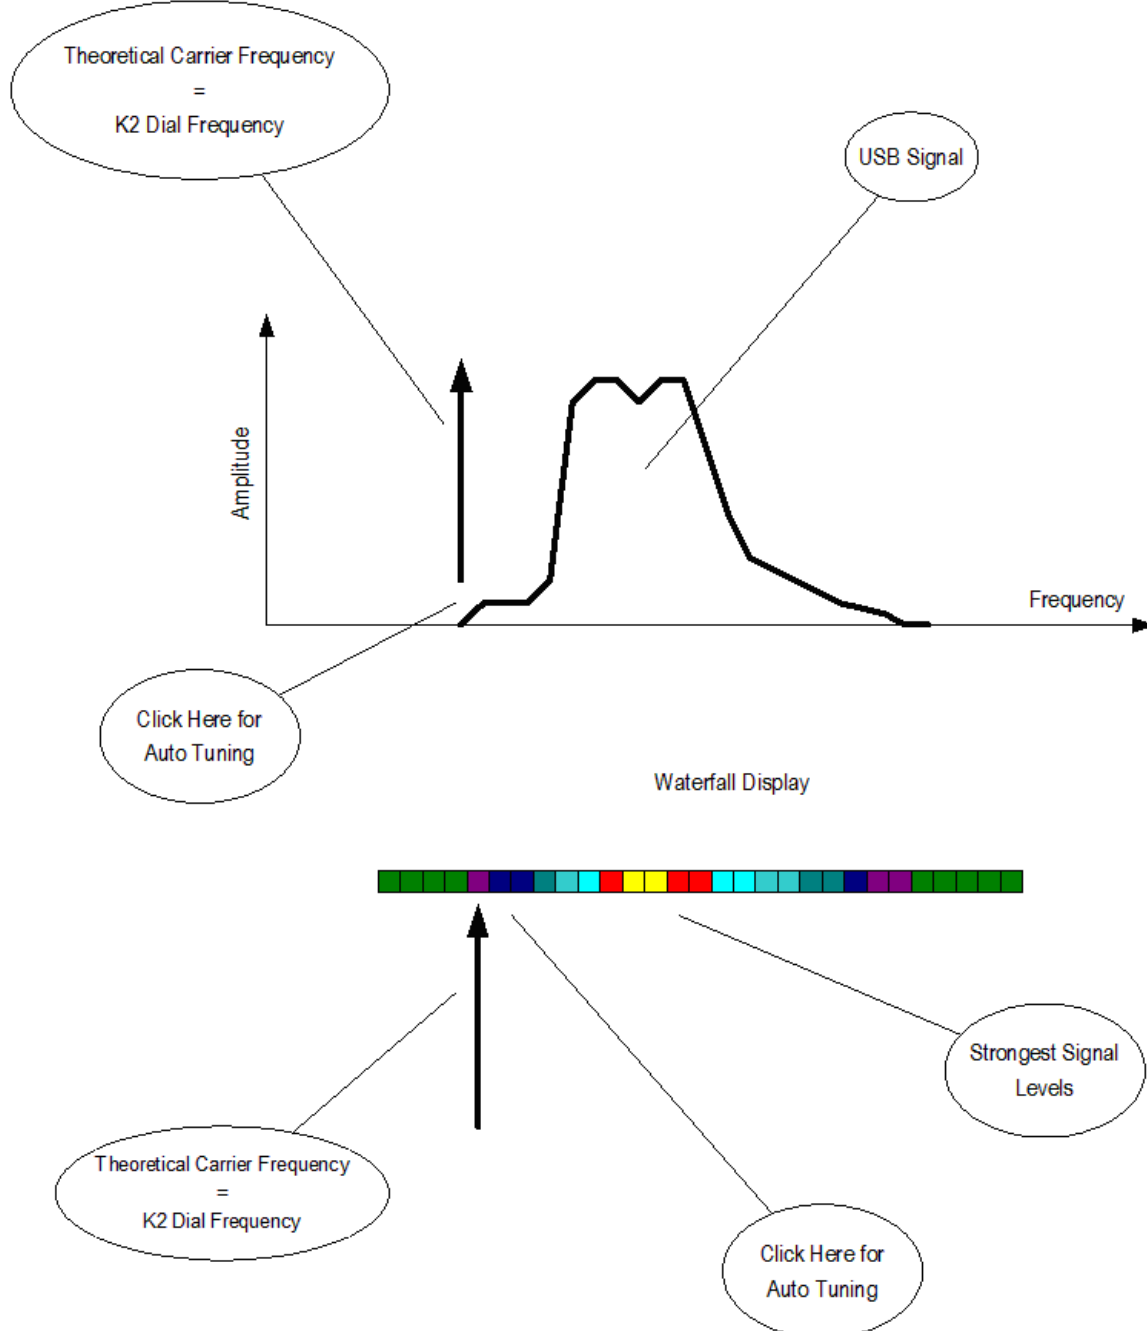 Theoretical Carrier Frequency
=
K2 Dial Frequency
USB Signal
Amplitude
Frequency
Click Here for
Auto Tuning
Waterfall Display
Strongest Signal
Levels
Theoretical Carrier Frequency
=
K2 Dial Frequency
Click Here for
Auto Tuning